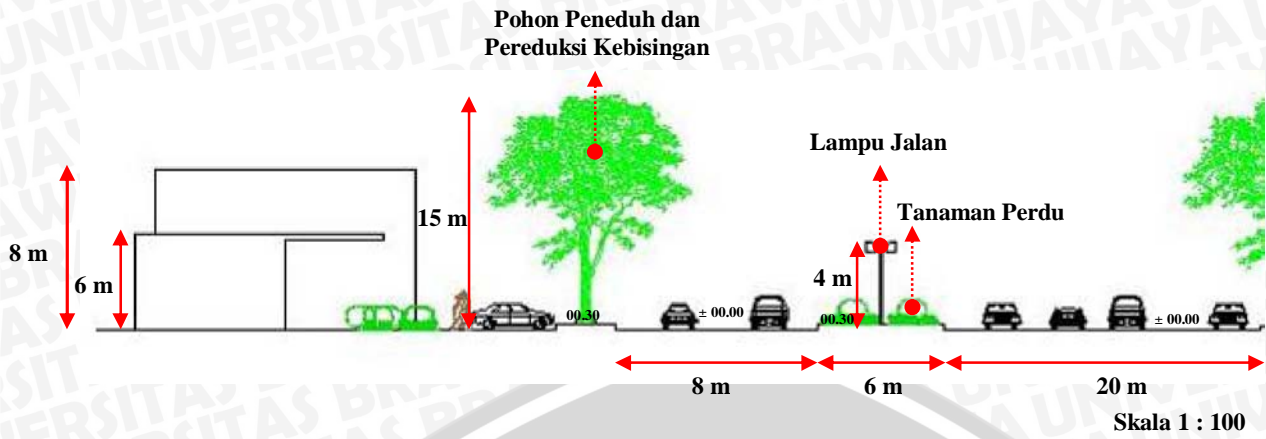 Pohon Peneduh dan
Pereduksi Kebisingan
Lampu Jalan
Tanaman Perdu
15 m
8 m
6 m
4 m
00.30
± 00.00
00.30
± 00.00
8 m
6 m
20 m
Skala 1 : 100